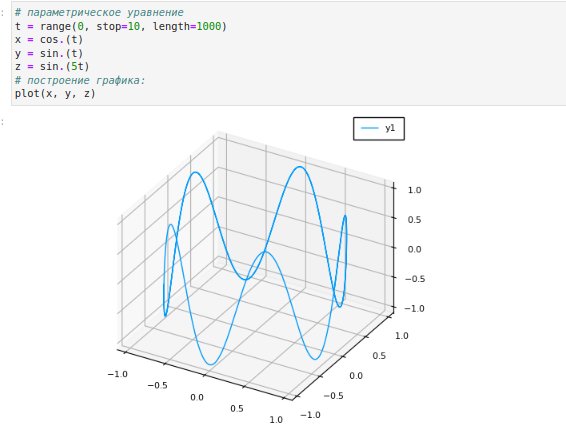 :
# параметрическое уравнение
t = range(0, stop=10, length=1000)
x = cos.(t)
y = sin.(t)
z = sin.(5t)
# построение графика:
plot(x, y, z)
:
y1
1.0
0.5
0.0
−0.5
−1.0
−1.0
−0.5
0.0
0.5
1.0
1.0
0.5
0.0
−0.5
−1.0